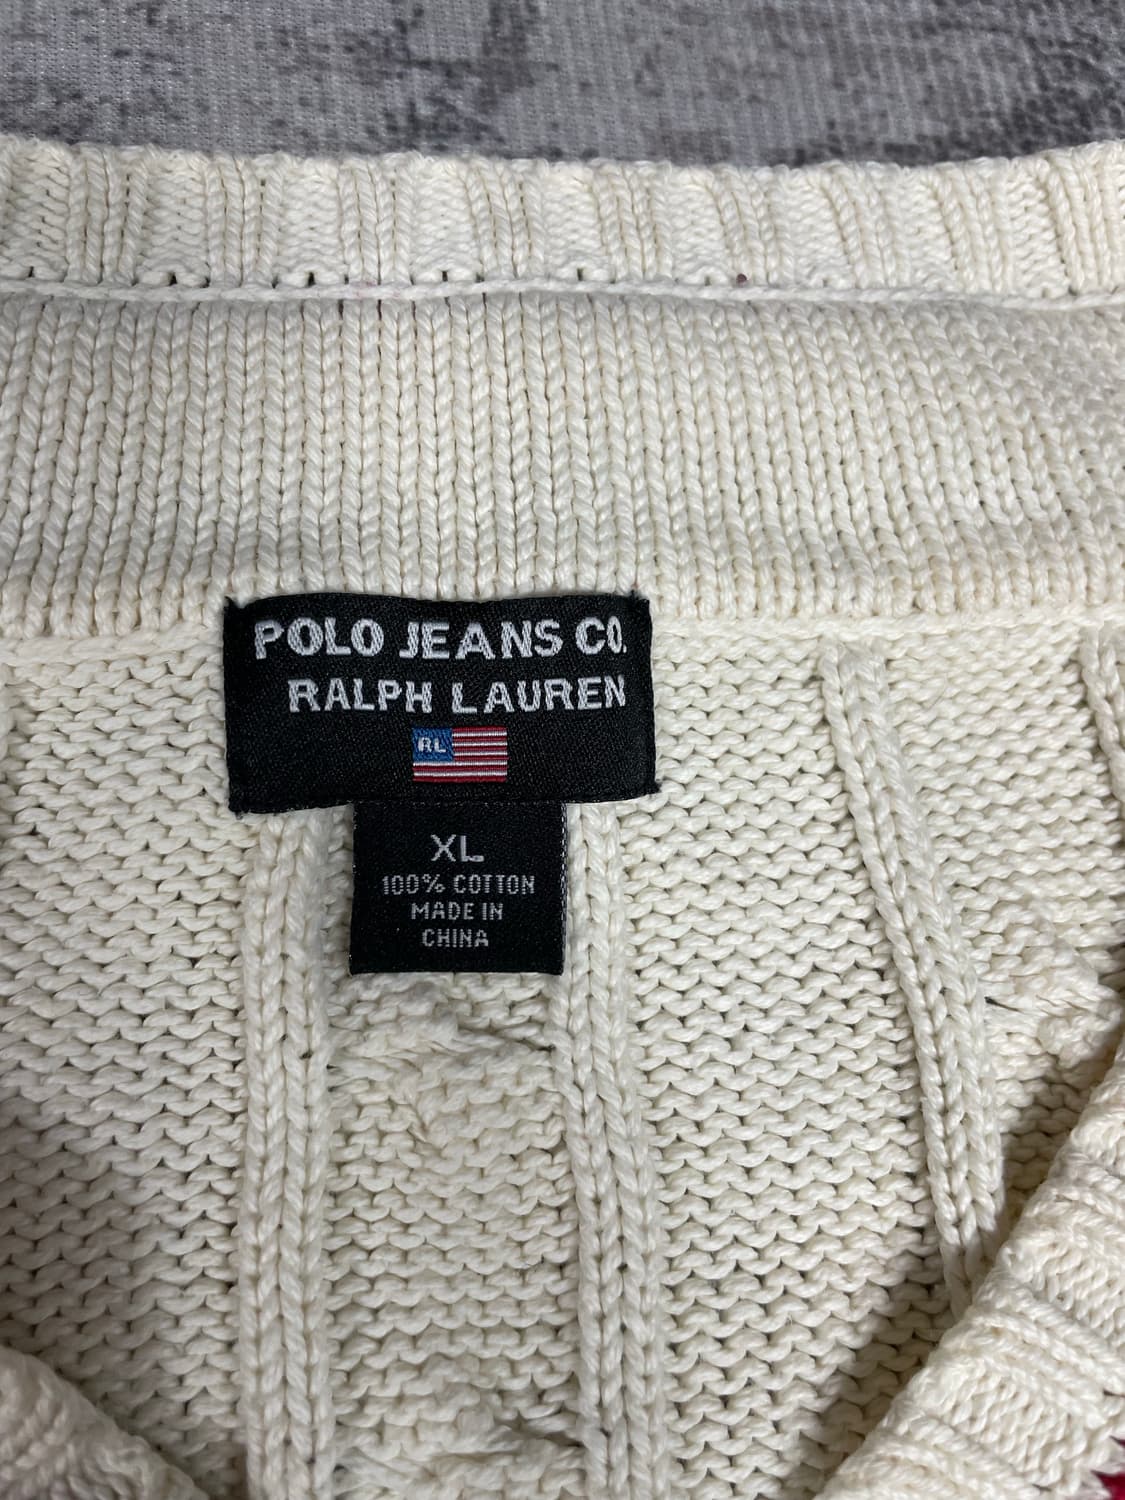 POLO JEANS CO.
RALPH LAUREN
RL
XL
100% COTTON
MADE IN
CHINA